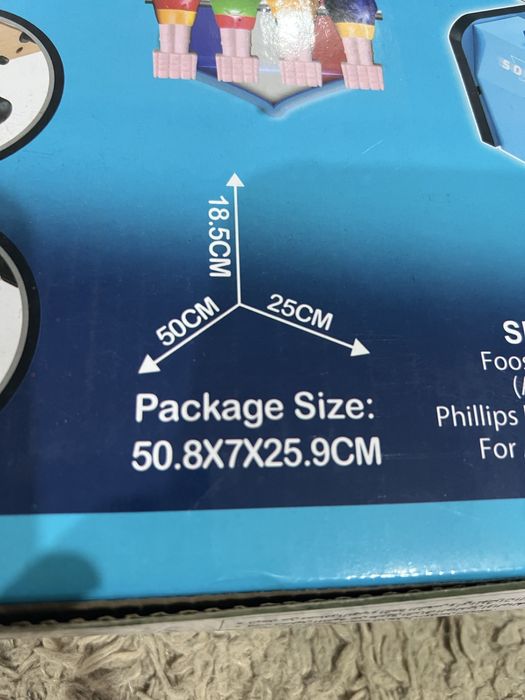 18.5CM
50CM
25CM
Package Size:
50.8X7X25.9CM
Phillips
For